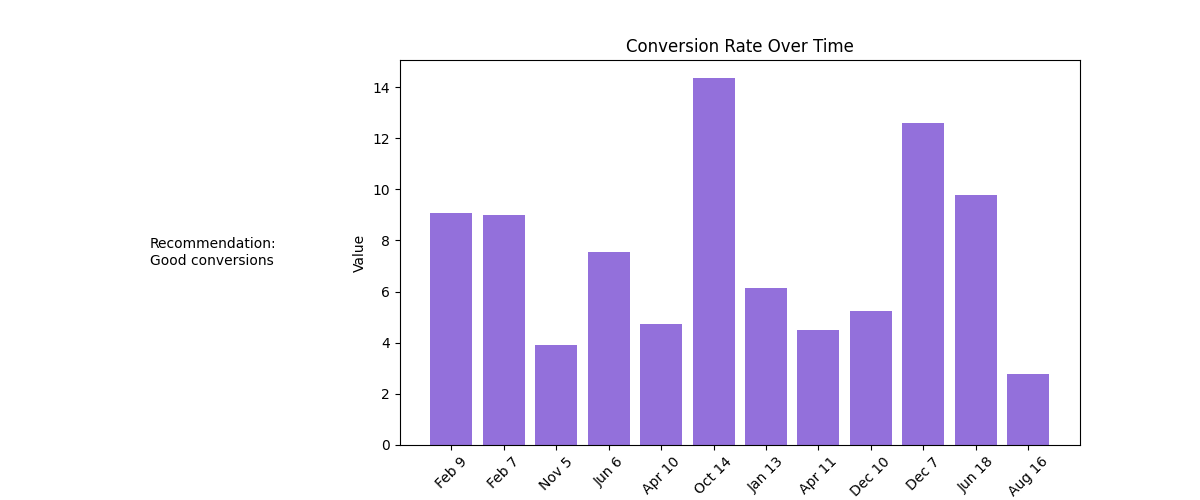 Conversion Rate Over Time
Recommendation:
Good conversions
Value
14
12
10
8
6
4
2
0
Feb 9
Feb 7
Nov 5
Jun 6
Apr 10
Oct 14
Jan 13
Apr 11
Dec 10
Dec 7
Jun 18
Aug 16